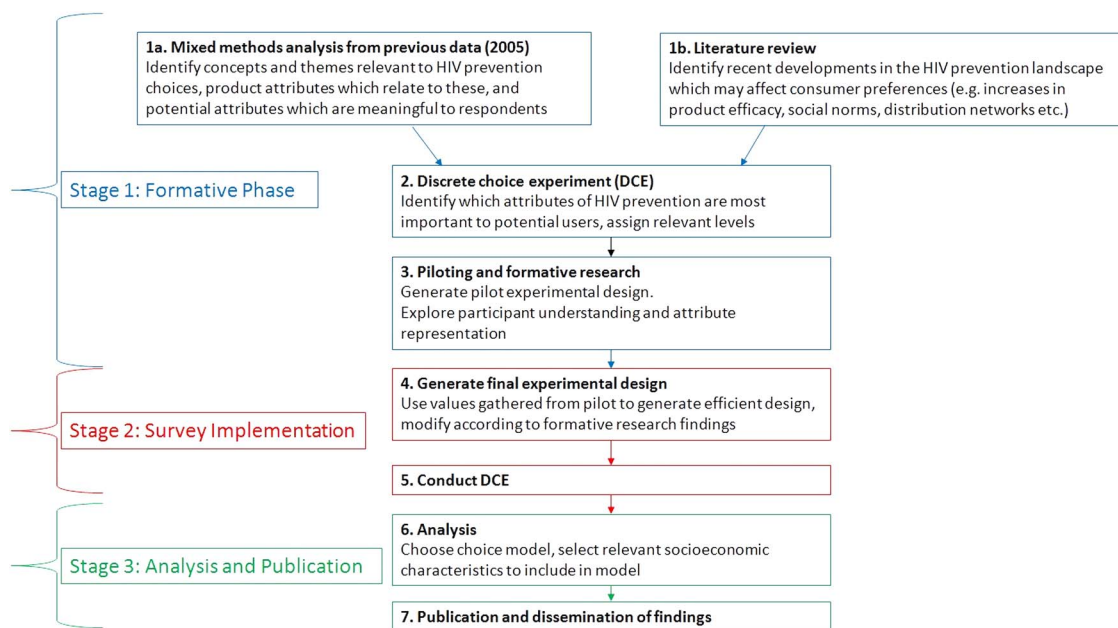 1a. Mixed methods analysis from previous data (2005)
Identify concepts and themes relevant to HIV prevention
choices, product attributes which relate to these, and
potential attributes which are meaningful to respondents
1b. Literature review
Identify recent developments in the HIV prevention landscape
which may affect consumer preferences (e.g. increases in
product efficacy, social norms, distribution networks etc.)
Stage 1: Formative Phase
2. Discrete choice experiment (DCE)
Identify which attributes of HIV prevention are most
important to potential users, assign relevant levels
3. Piloting and formative research
Generate pilot experimental design.
Explore participant understanding and attribute
representation
Stage 2: Survey Implementation
4. Generate final experimental design
Use values gathered from pilot to generate efficient design,
modify according to formative research findings
5. Conduct DCE
Stage 3: Analysis and Publication
6. Analysis
Choose choice model, select relevant socioeconomic
characteristics to include in model
7. Publication and dissemination of findings